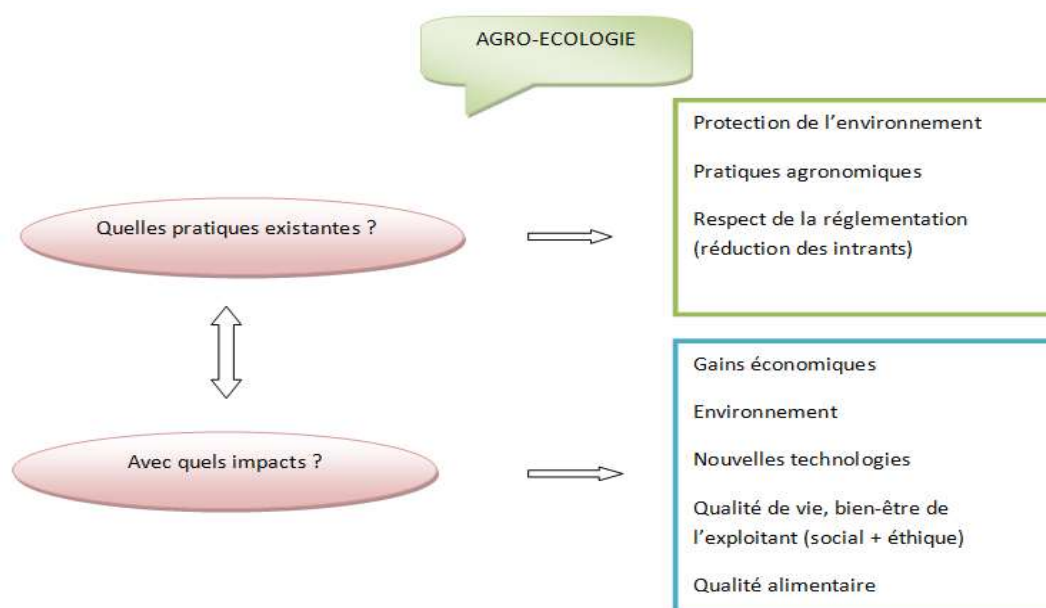 AGRO-ECOLOGIE
Quelles pratiques existantes ?
Protection de l’environnement
Pratiques agronomiques
Respect de la réglementation
(réduction des intrants)
Avec quels impacts ?
Gains économiques
Environnement
Nouvelles technologies
Qualité de vie, bien-être de
l’exploitant (social + éthique)
Qualité alimentaire